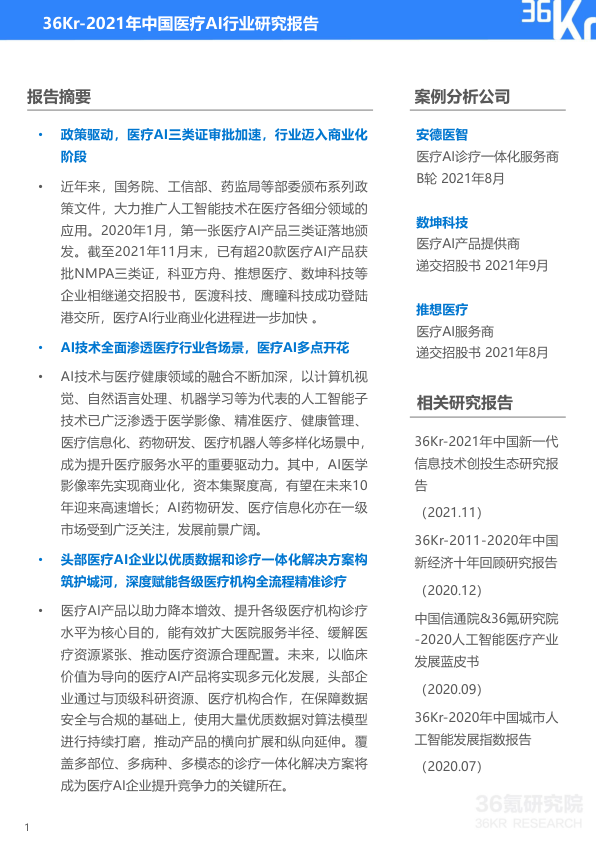 36Kr-2021年中国医疗AI行业研究报告
36Kr
报告摘要
• 政策驱动，医疗AI三类证审批加速，行业迈入商业化
阶段
• 近年来，国务院、工信部、药监局等部委颁布系列政
策文件，大力推广人工智能技术在医疗各细分领域的
应用。2020年1月，第一张医疗AI产品三类证落地颁
发。截至2021年11月末，已有超20款医疗AI产品获
批NMPA三类证，科亚方舟、推想医疗、数坤科技等
企业相继递交招股书，医渡科技、鹰瞳科技成功登陆
港交所，医疗AI行业商业化进程进一步加快 。
• AI技术全面渗透医疗行业各场景，医疗AI多点开花
• AI技术与医疗健康领域的融合不断加深，以计算机视
觉、自然语言处理、机器学习等为代表的人工智能子
技术已广泛渗透于医学影像、精准医疗、健康管理、
医疗信息化、药物研发、医疗机器人等多样化场景中，
成为提升医疗服务水平的重要驱动力。其中，AI医学
影像率先实现商业化，资本集聚度高，有望在未来10
年迎来高速增长；AI药物研发、医疗信息化亦在一级
市场受到广泛关注，发展前景广阔。
• 头部医疗AI企业以优质数据和诊疗一体化解决方案构
筑护城河，深度赋能各级医疗机构全流程精准诊疗
• 医疗AI产品以助力降本增效、提升各级医疗机构诊疗
水平为核心目的，能有效扩大医院服务半径、缓解医
疗资源紧张、推动医疗资源合理配置。未来，以临床
价值为导向的医疗AI产品将实现多元化发展，头部企
业通过与顶级科研资源、医疗机构合作，在保障数据
安全与合规的基础上，使用大量优质数据对算法模型
进行持续打磨，推动产品的横向扩展和纵向延伸。覆
盖多部位、多病种、多模态的诊疗一体化解决方案将
成为医疗AI企业提升竞争力的关键所在。
案例分析公司
安德医智
医疗AI诊疗一体化服务商
B轮 2021年8月
数坤科技
医疗AI产品提供商
递交招股书 2021年9月
推想医疗
医疗AI服务商
递交招股书 2021年8月
相关研究报告
36Kr-2021年中国新一代
信息技术创投生态研究报
告
（2021.11）
36Kr-2011-2020年中国
新经济十年回顾研究报告
（2020.12）
中国信通院&36氪研究院
-2020人工智能医疗产业
发展蓝皮书
（2020.09）
36Kr-2020年中国城市人
工智能发展指数报告
（2020.07）
36氪研究院
36KR RESEARCH
1